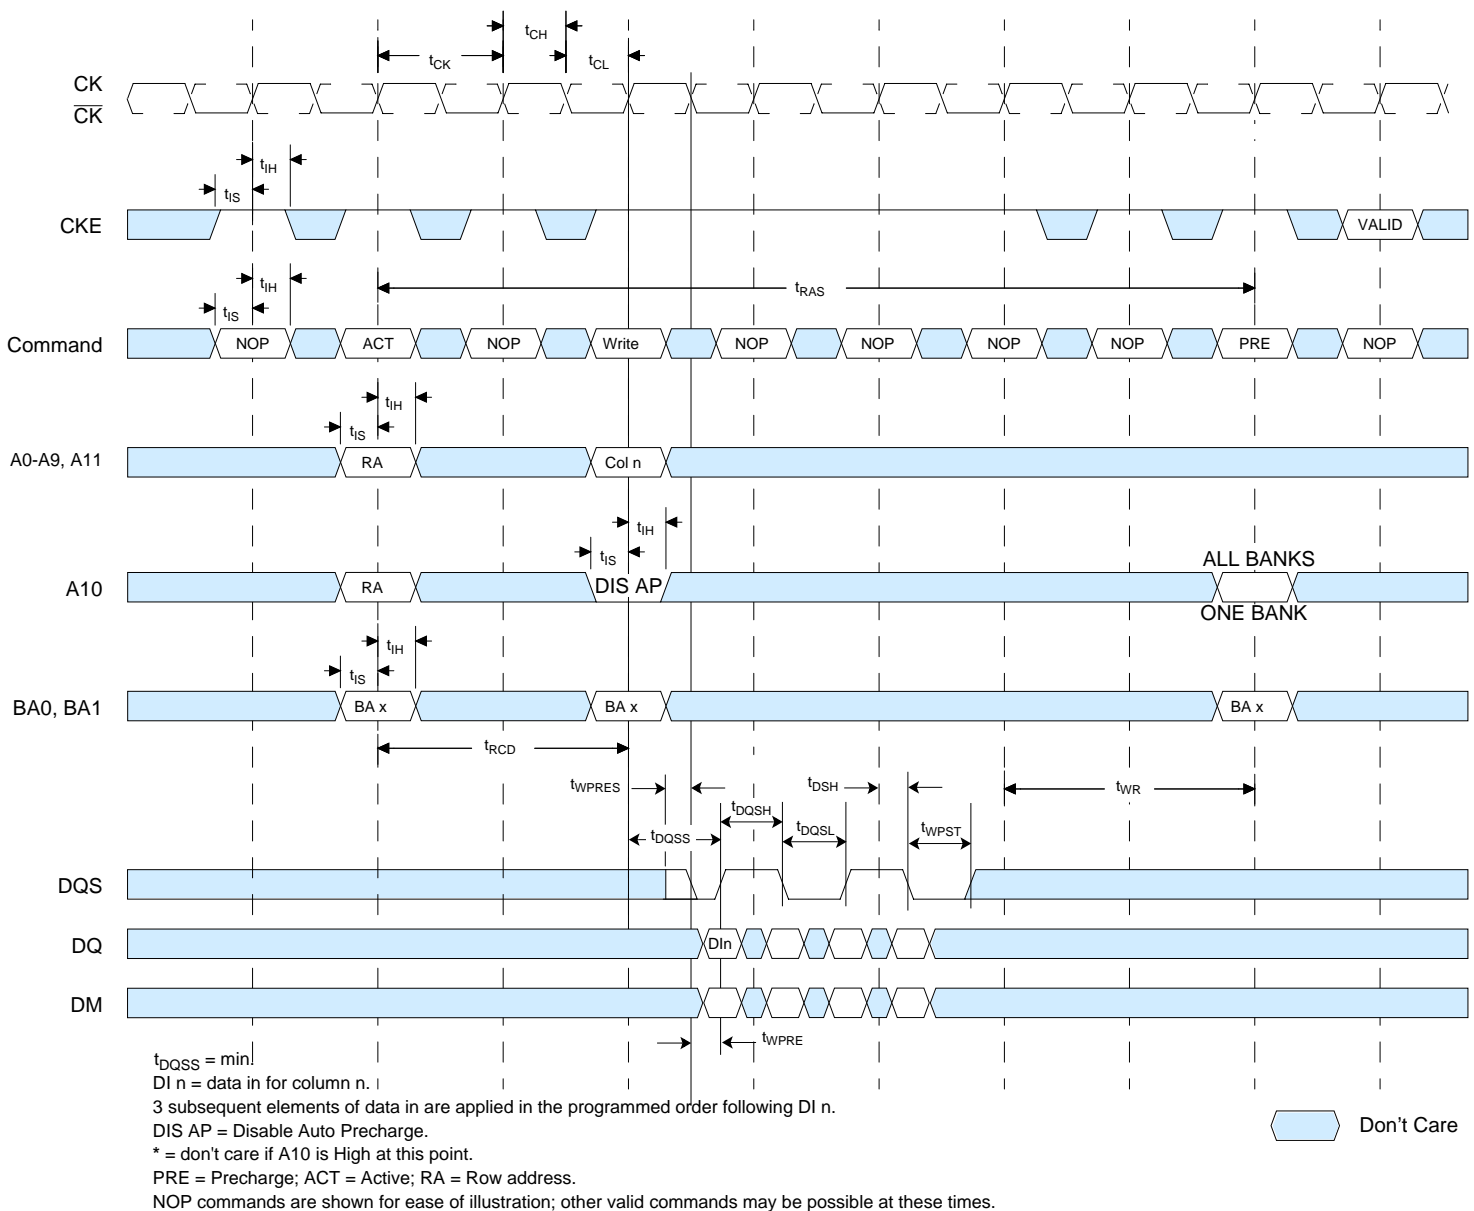 tCH
tCK
tCL
CK
CK
tIH
tIS
CKE
VALID
tIH
tRAS
tIS
Command
NOP
ACT
NOP
Write
NOP
NOP
NOP
NOP
PRE
NOP
tIH
tIS
A0-A9, A11
RA
Col n
tIH
tIS
ALL BANKS
A10
RA
DIS AP
ONE BANK
tIH
tIS
BA0, BA1
BA x
BA x
BA x
tRCD
tWPRES
tDSH
tWR
tDQSH
tDQSS
tDQSL
tWPST
DQS
DQ
DIn
DM
tWPRE
tDQSS = min.
DI n = data in for column n.
3 subsequent elements of data in are applied in the programmed order following DI n.
DIS AP = Disable Auto Precharge.
* = don't care if A10 is High at this point.
PRE = Precharge; ACT = Active; RA = Row address.
NOP commands are shown for ease of illustration; other valid commands may be possible at these times.
Don't Care